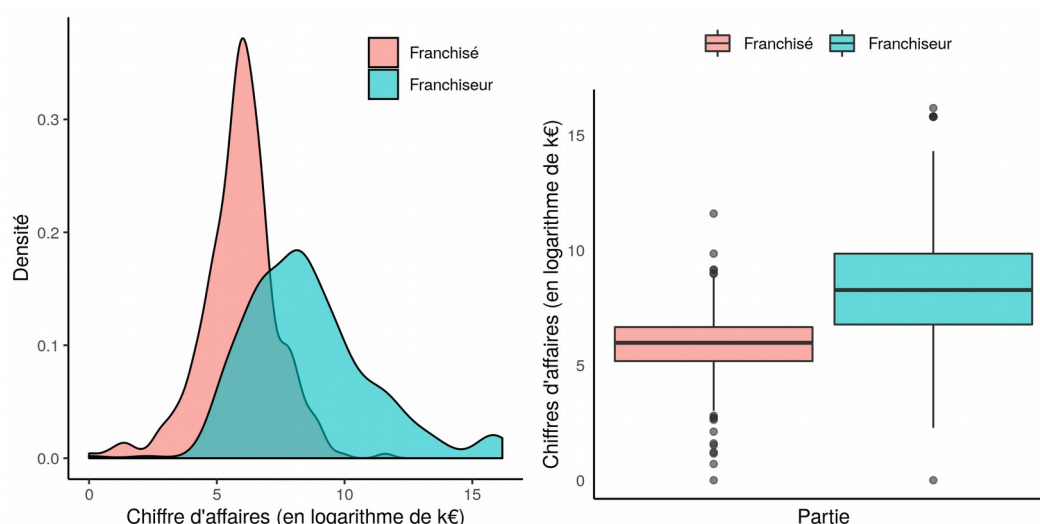 Densité
0.3
0.2
0.1
0.0
Franchisé
Franchiseur
0 5 10 15
Chiffre d'affaires (en logarithme de k€)
Franchisé Franchiseur
Chiffres d'affaires (en logarithme de k€)
15
10
5
0
Partie